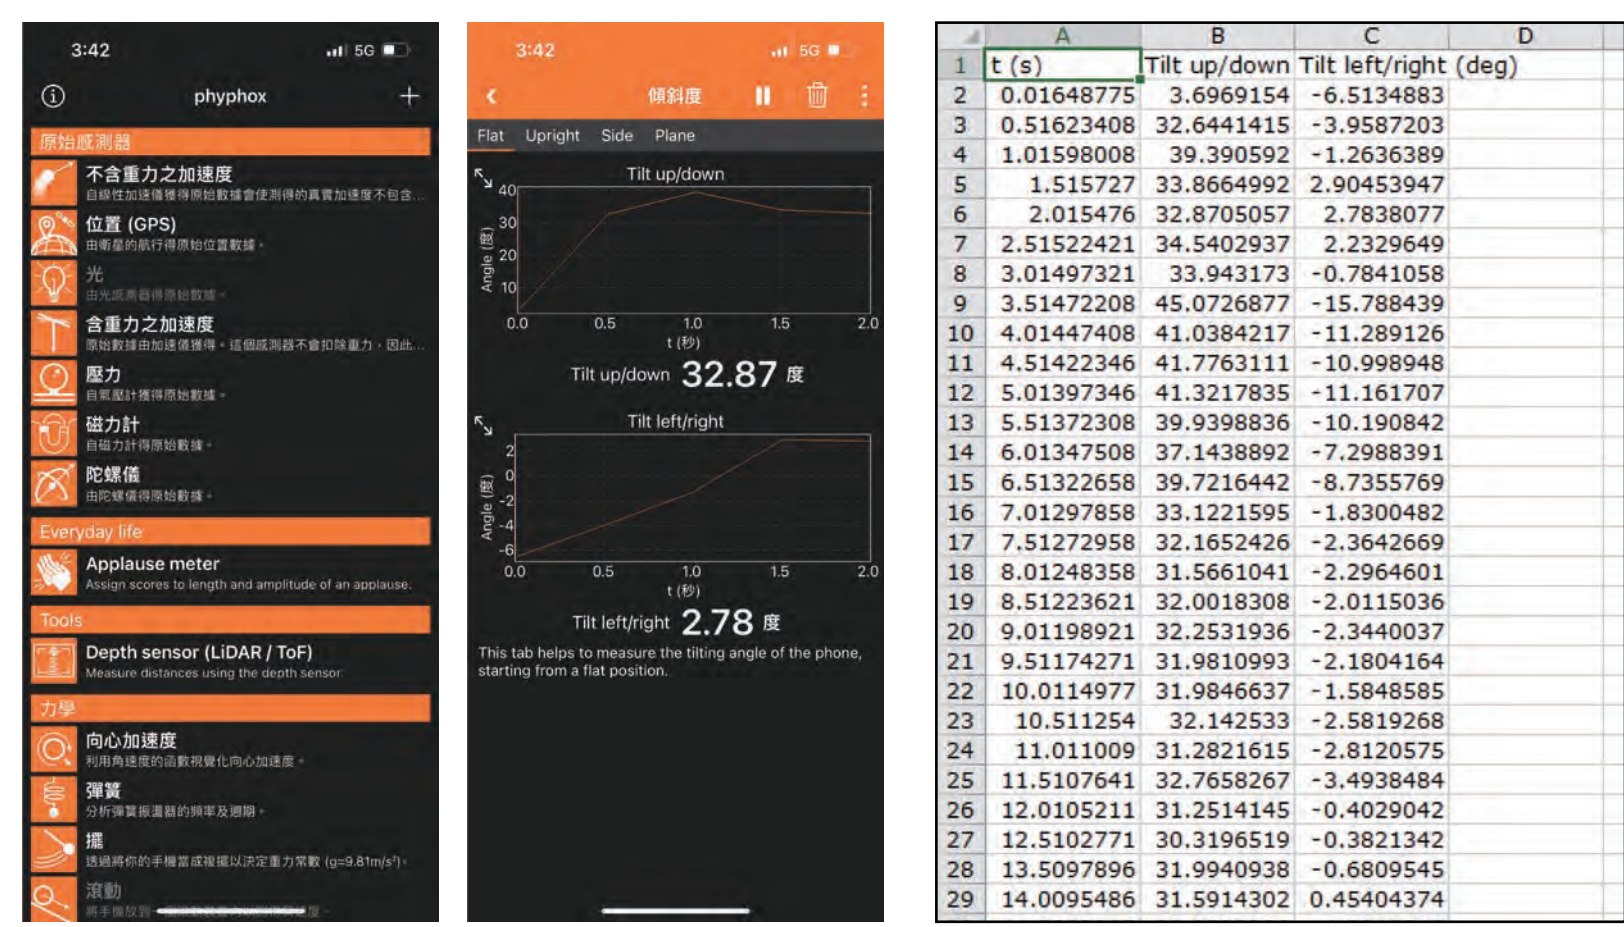 3:42
5G
phyphox
原始感測器
不含重力之加速度
自線性加速儀獲得原始數據會使測得的真實加速度不包含...
位置 (GPS)
由衛星的航行得原始位置數據。
光
由光感測器得原始數據。
含重力之加速度
原始數據由加速儀獲得。這個感測器不會扣除重力,因此...
壓力
自氣壓計獲得原始數據。
磁力計
自磁力計得原始數據。
陀螺儀
由陀螺儀得原始數據。
Everyday life
Applause meter
Assign scores to length and amplitude of an applause.
Tools
Depth sensor (LiDAR / ToF)
Measure distances using the depth sensor.
力學
向心加速度
利用角速度的函數視覺化向心加速度。
彈簧
分析彈簧振盪器的頻率及週期。
擺
透過將你的手機當成複擺以決定重力常數 (g=9.81m/s²)。
滾動
將手機放到
3:42
5G
傾斜度
Flat Upright Side Plane
Tilt up/down
Angle (度)
40
30
20
10
0.0 0.5 1.0 1.5 2.0
t (秒)
Tilt up/down 32.87 度
Tilt left/right
Angle (度)
2
0
-2
-4
-6
0.0 0.5 1.0 1.5 2.0
t (秒)
Tilt left/right 2.78 度
This tab helps to measure the tilting angle of the phone,
starting from a flat position.
A B C D
1 t (s) Tilt up/down Tilt left/right (deg)
2 0.01648775 3.6969154 -6.5134883
3 0.51623408 32.6441415 -3.9587203
4 1.01598008 39.390592 -1.2636389
5 1.515727 33.8664992 2.90453947
6 2.015476 32.8705057 2.7838077
7 2.51522421 34.5402937 2.2329649
8 3.01497321 33.943173 -0.7841058
9 3.51472208 45.0726877 -15.788439
10 4.01447408 41.0384217 -11.289126
11 4.51422346 41.7763111 -10.998948
12 5.01397346 41.3217835 -11.161707
13 5.51372308 39.9398836 -10.190842
14 6.01347508 37.1438892 -7.2988391
15 6.51322658 39.7216442 -8.7355769
16 7.01297858 33.1221595 -1.8300482
17 7.51272958 32.1652426 -2.3642669
18 8.01248358 31.5661041 -2.2964601
19 8.51223621 32.0018308 -2.0115036
20 9.01198921 32.2531936 -2.3440037
21 9.51174271 31.9810993 -2.1804164
22 10.0114977 31.9846637 -1.5848585
23 10.511254 32.142533 -2.5819268
24 11.011009 31.2821615 -2.8120575
25 11.5107641 32.7658267 -3.4938484
26 12.0105211 31.2514145 -0.4029042
27 12.5102771 30.3196519 -0.3821342
28 13.5097896 31.9940938 -0.6809545
29 14.0095486 31.5914302 0.45404374